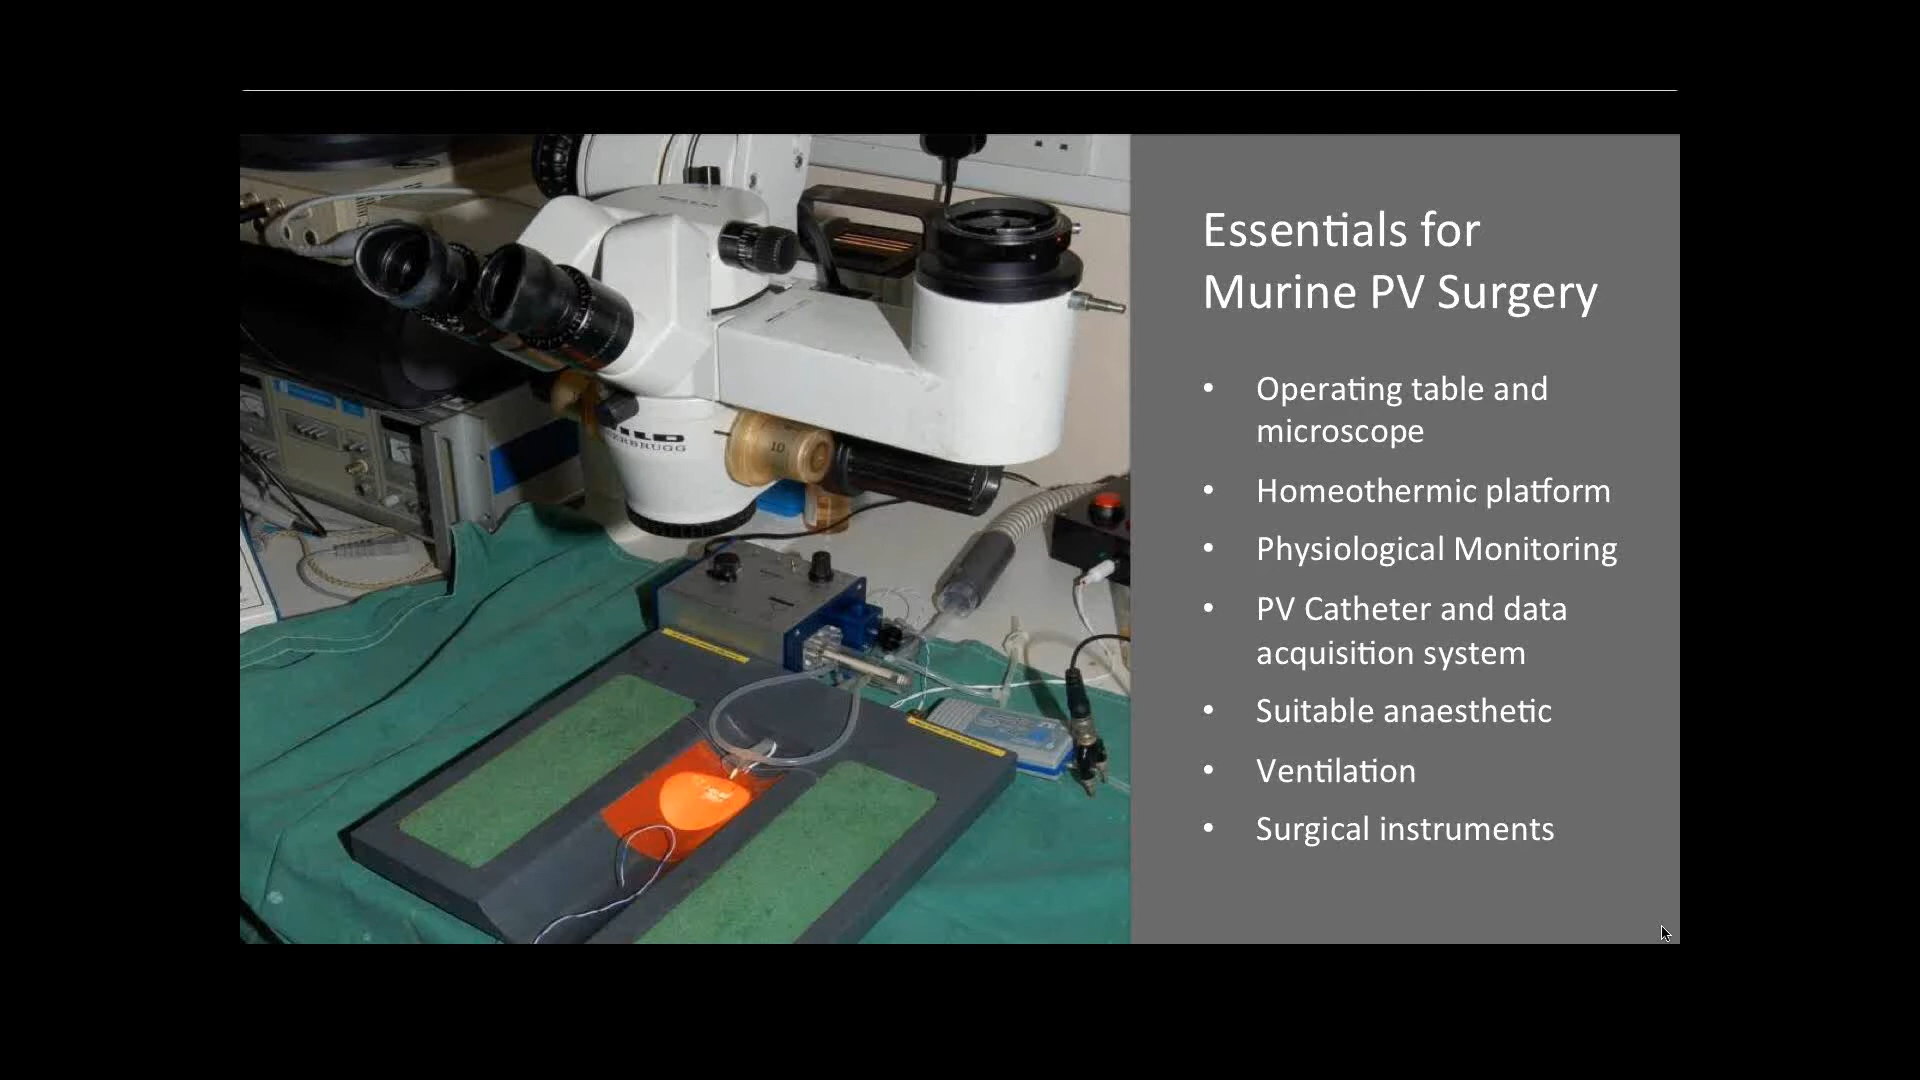 Essentials for
Murine PV Surgery
• Operating table and
microscope
• Homeothermic platform
• Physiological Monitoring
• PV Catheter and data
acquisition system
• Suitable anaesthetic
• Ventilation
• Surgical instruments
10